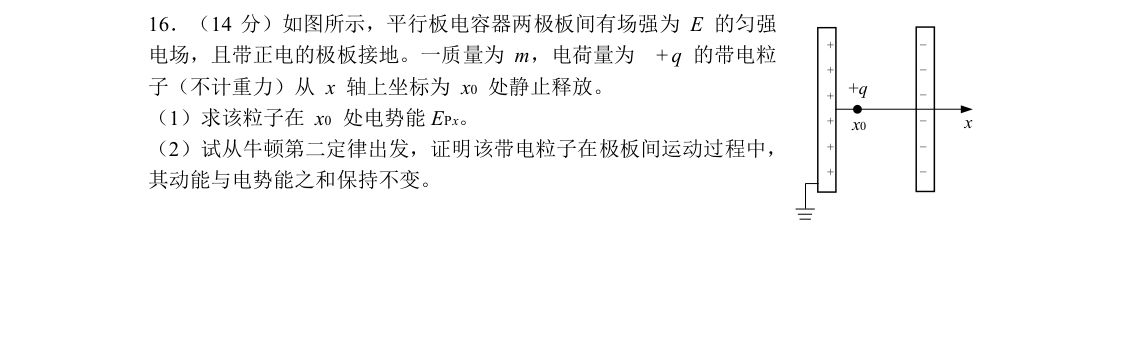 16．（14 分）如图所示，平行板电容器两极板间有场强为 E 的匀强
电场，且带正电的极板接地。一质量为 m，电荷量为 +q 的带电粒
子（不计重力）从 x 轴上坐标为 x0 处静止释放。
（1）求该粒子在 x0 处电势能 EPx。
（2）试从牛顿第二定律出发，证明该带电粒子在极板间运动过程中，
其动能与电势能之和保持不变。
+q
x0
x